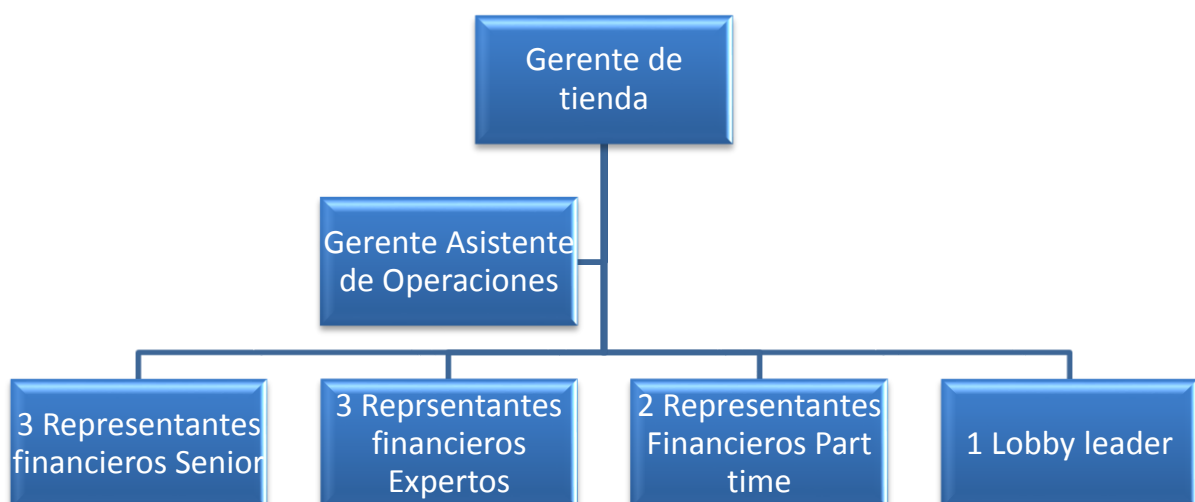 Gerente de
tienda
Gerente Asistente
de Operaciones
3 Representantes
financieros Senior
3 Reprsentantes
financieros
Expertos
2 Representantes
Financieros Part
time
1 Lobby leader